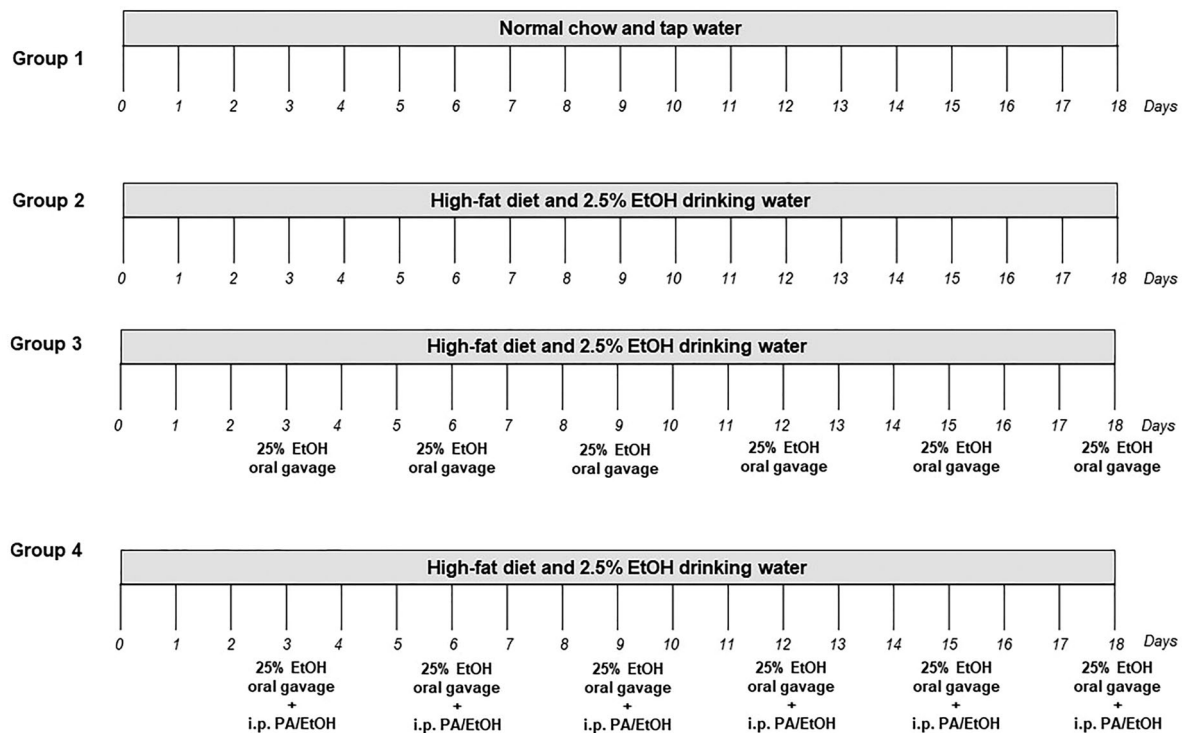 Normal chow and tap water
Group 1
0 1 2 3 4 5 6 7 8 9 10 11 12 13 14 15 16 17 18 Days
Group 2
High-fat diet and 2.5% EtOH drinking water
0 1 2 3 4 5 6 7 8 9 10 11 12 13 14 15 16 17 18 Days
Group 3
High-fat diet and 2.5% EtOH drinking water
0 1 2 3 4 5 6 7 8 9 10 11 12 13 14 15 16 17 18 Days
25% EtOH 25% EtOH 25% EtOH 25% EtOH 25% EtOH 25% EtOH
oral gavage oral gavage oral gavage oral gavage oral gavage oral gavage
Group 4
High-fat diet and 2.5% EtOH drinking water
0 1 2 3 4 5 6 7 8 9 10 11 12 13 14 15 16 17 18 Days
25% EtOH 25% EtOH 25% EtOH 25% EtOH 25% EtOH 25% EtOH
oral gavage oral gavage oral gavage oral gavage oral gavage oral gavage
+ + + + + +
i.p. PA/EtOH i.p. PA/EtOH i.p. PA/EtOH i.p. PA/EtOH i.p. PA/EtOH i.p. PA/EtOH